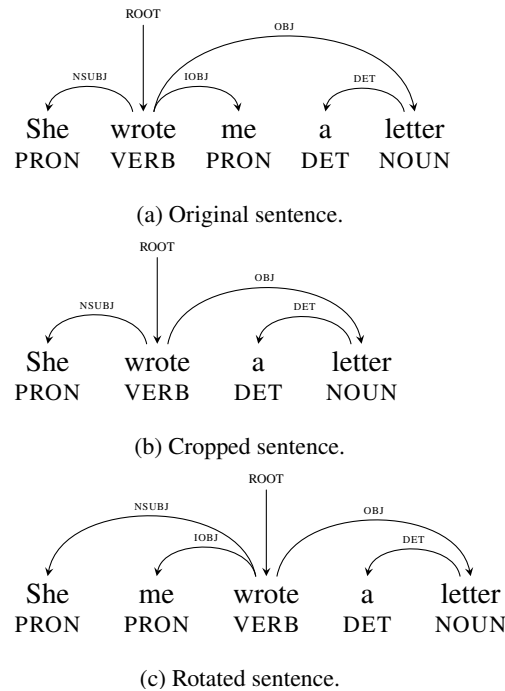 ROOT
OBJ
NSUBJ IOBJ DET
She wrote me a letter
PRON VERB PRON DET NOUN
(a) Original sentence.
ROOT
OBJ
NSUBJ DET
She wrote a letter
PRON VERB DET NOUN
(b) Cropped sentence.
ROOT
NSUBJ OBJ
IOBJ DET
She me wrote a letter
PRON PRON VERB DET NOUN
(c) Rotated sentence.